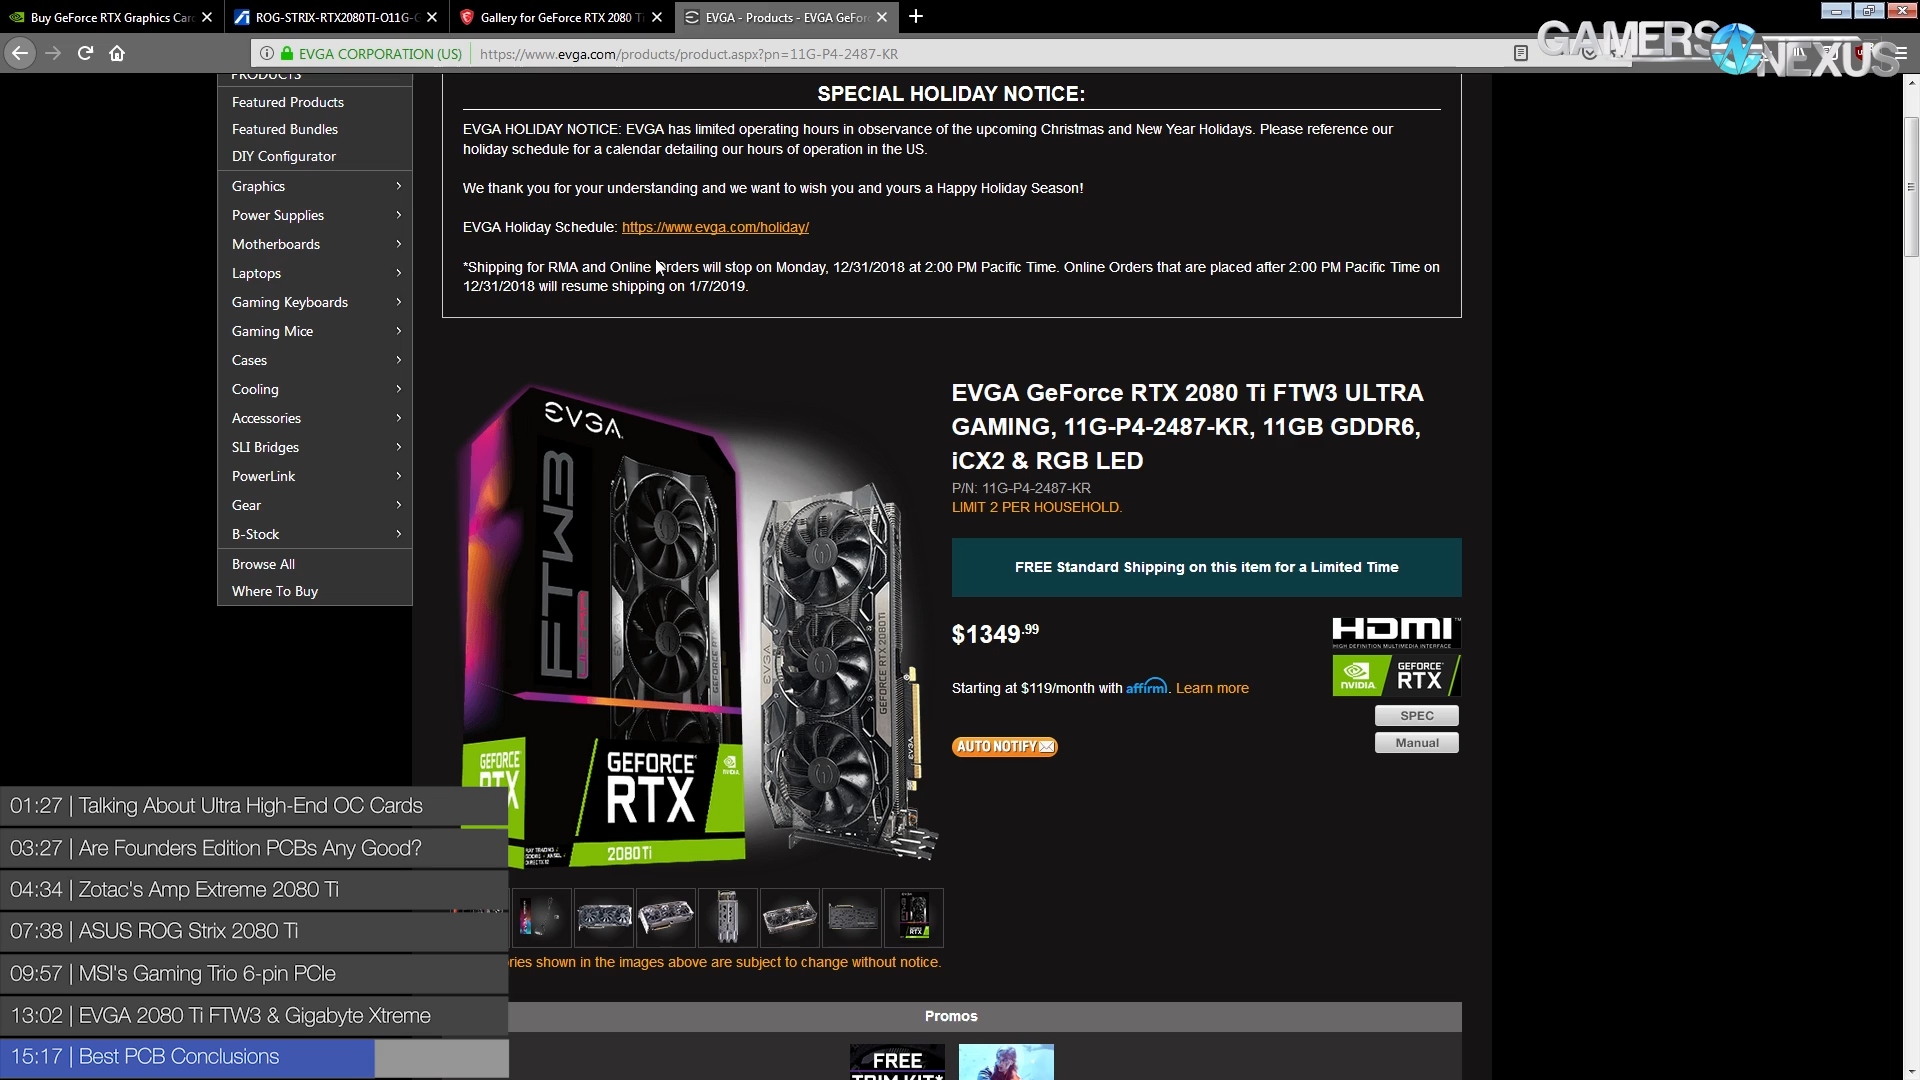 Buy GeForce RTX Graphics Car
ROG-STRIX-RTX2080TI-O11G-G
Gallery for GeForce RTX 2080 T
EVGA - Products - EVGA GeFor
GAMERS NEXUS
EVGA CORPORATION (US)
https://www.evga.com/products/product.aspx?pn=11G-P4-2487-KR
PRODUCTS
Featured Products
Featured Bundles
DIY Configurator
Graphics
Power Supplies
Motherboards
Laptops
Gaming Keyboards
Gaming Mice
Cases
Cooling
Accessories
SLI Bridges
PowerLink
Gear
B-Stock
Browse All
Where To Buy
SPECIAL HOLIDAY NOTICE:
EVGA HOLIDAY NOTICE: EVGA has limited operating hours in observance of the upcoming Christmas and New Year Holidays. Please reference our
holiday schedule for a calendar detailing our hours of operation in the US.
We thank you for your understanding and we want to wish you and yours a Happy Holiday Season!
EVGA Holiday Schedule: https://www.evga.com/holiday/
*Shipping for RMA and Online Orders will stop on Monday, 12/31/2018 at 2:00 PM Pacific Time. Online Orders that are placed after 2:00 PM Pacific Time on
12/31/2018 will resume shipping on 1/7/2019.
EVGA
FTW3
ULTRA
GEFORCE RTX
GEFORCE
RTX
2080 Ti
GEFORCE RTX 2080 Ti
EVGA
EVGA GeForce RTX 2080 Ti FTW3 ULTRA
GAMING, 11G-P4-2487-KR, 11GB GDDR6,
iCX2 & RGB LED
P/N: 11G-P4-2487-KR
LIMIT 2 PER HOUSEHOLD.
FREE Standard Shipping on this item for a Limited Time
$1349.99
Starting at $119/month with affirm. Learn more
AUTO NOTIFY
HDMI
HIGH DEFINITION MULTIMEDIA INTERFACE
NVIDIA GEFORCE RTX
SPEC
Manual
ries shown in the images above are subject to change without notice.
Promos
FREE
TRIM KIT*
01:27 | Talking About Ultra High-End OC Cards
03:27 | Are Founders Edition PCBs Any Good?
04:34 | Zotac's Amp Extreme 2080 Ti
07:38 | ASUS ROG Strix 2080 Ti
09:57 | MSI's Gaming Trio 6-pin PCIe
13:02 | EVGA 2080 Ti FTW3 & Gigabyte Xtreme
15:17 | Best PCB Conclusions